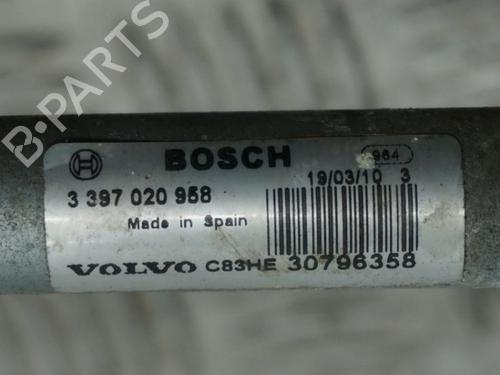 B-PARTS
BOSCH
964
3 397 020 958
19/03/10 3
Made in Spain
VOLVO C83HE 30796358